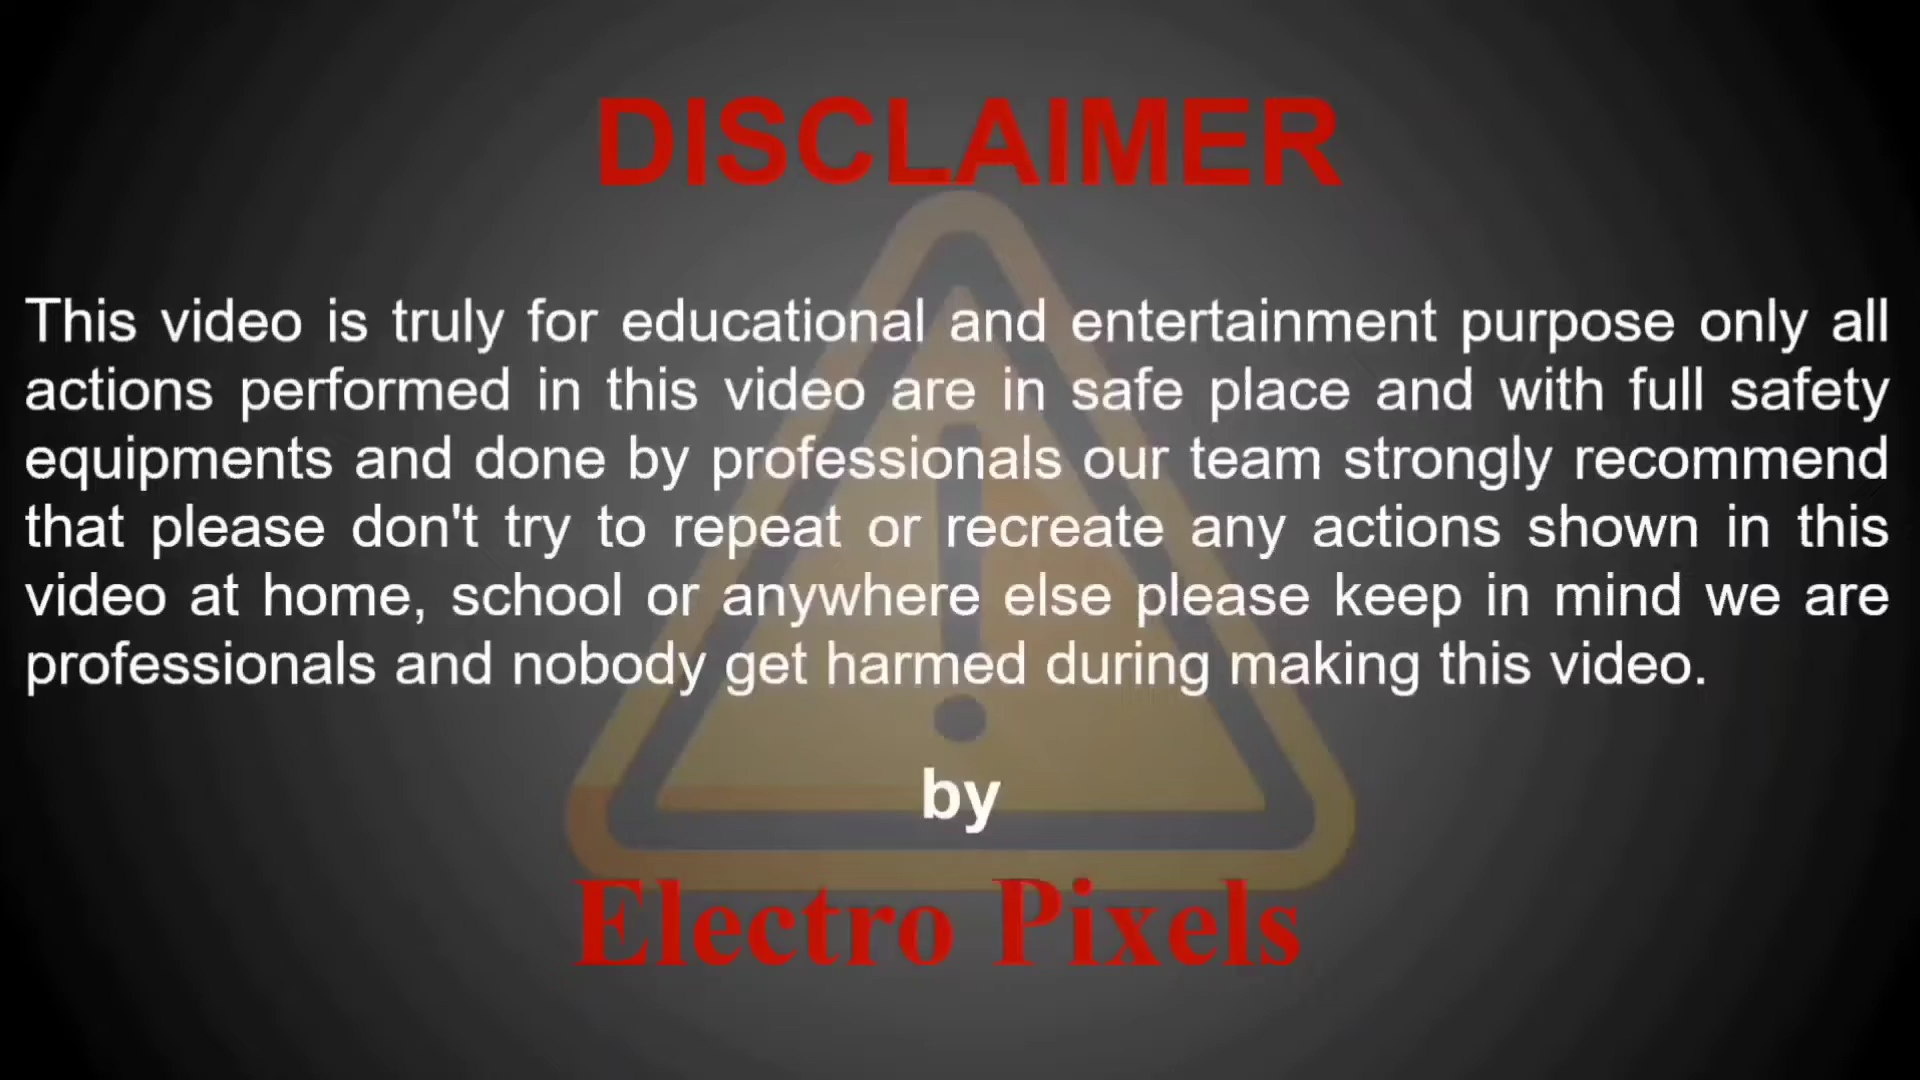 DISCLAIMER
This video is truly for educational and entertainment purpose only all
actions performed in this video are in safe place and with full safety
equipments and done by professionals our team strongly recommend
that please don't try to repeat or recreate any actions shown in this
video at home, school or anywhere else please keep in mind we are
professionals and nobody get harmed during making this video.
by
Electro Pixels